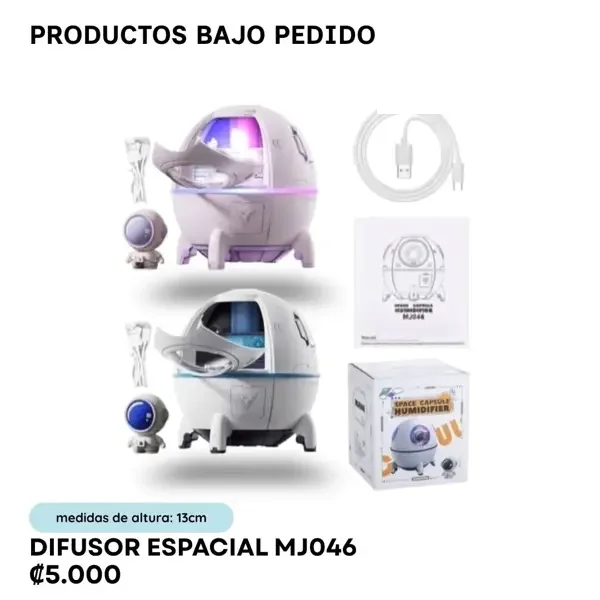 PRODUCTOS BAJO PEDIDO
SPACE CAPSULE
HUMIDIFIER
MJ046
SPACE CAPSULE
HUMIDIFIER
medidas de altura: 13cm
DIFUSOR ESPACIAL MJ046
₡5.000